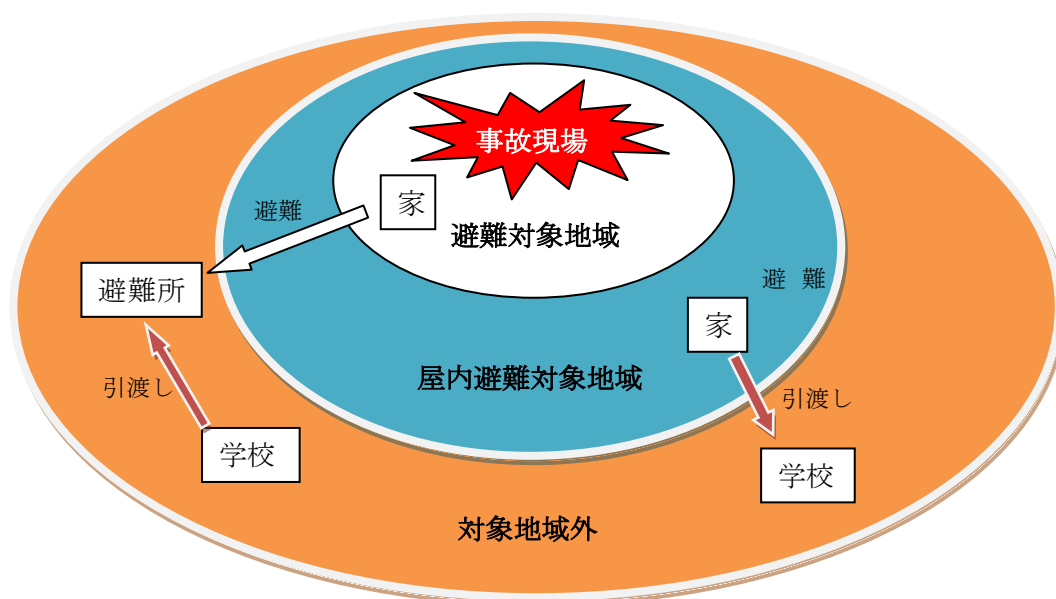 事故現場
家
避難
避難対象地域
避難所
避 難
家
屋内避難対象地域
引渡し
引渡し
学校
学校
対象地域外